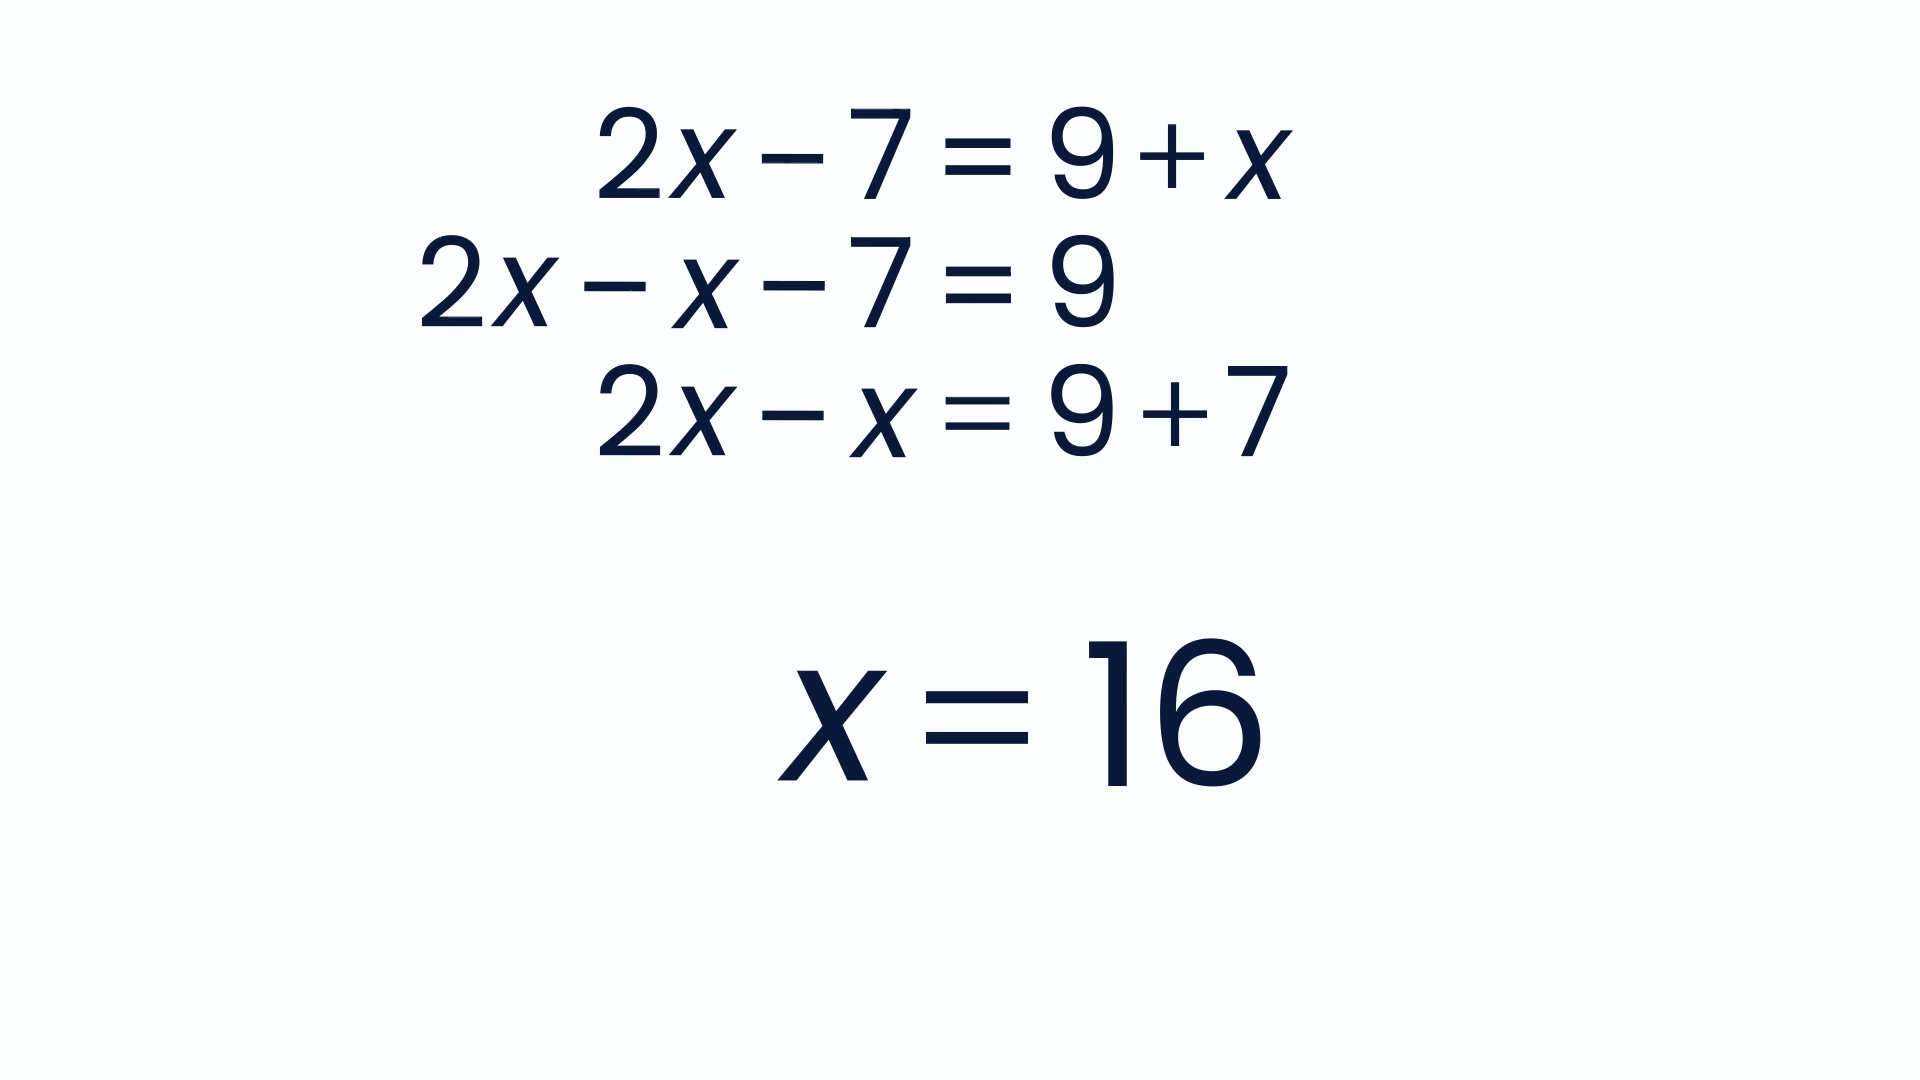 2x − 7 = 9 + x
2x − x − 7 = 9
2x − x = 9 + 7
x = 16